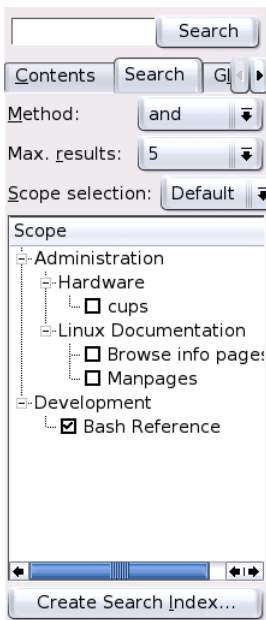 Search
Contents Search
Method: and
Max. results: 5
Scope selection: Default
Scope
Administration
Hardware
cups
Linux Documentation
Browse info pages
Manpages
Development
Bash Reference
Create Search Index...